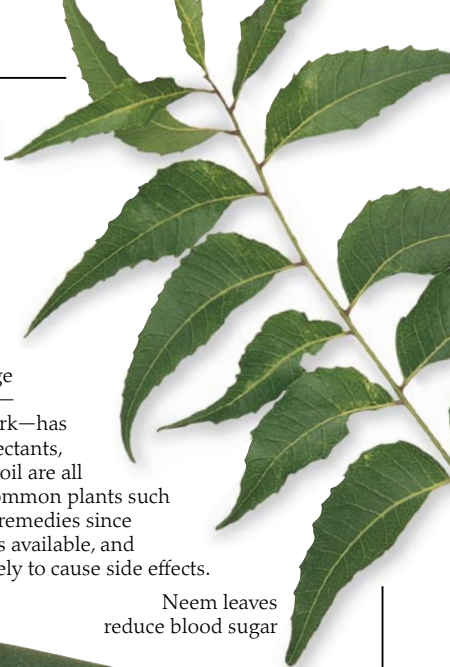 ge
—
rk—has
ectants,
oil are all
ommon plants such
remedies since
s available, and
ely to cause side effects.
Neem leaves
reduce blood sugar